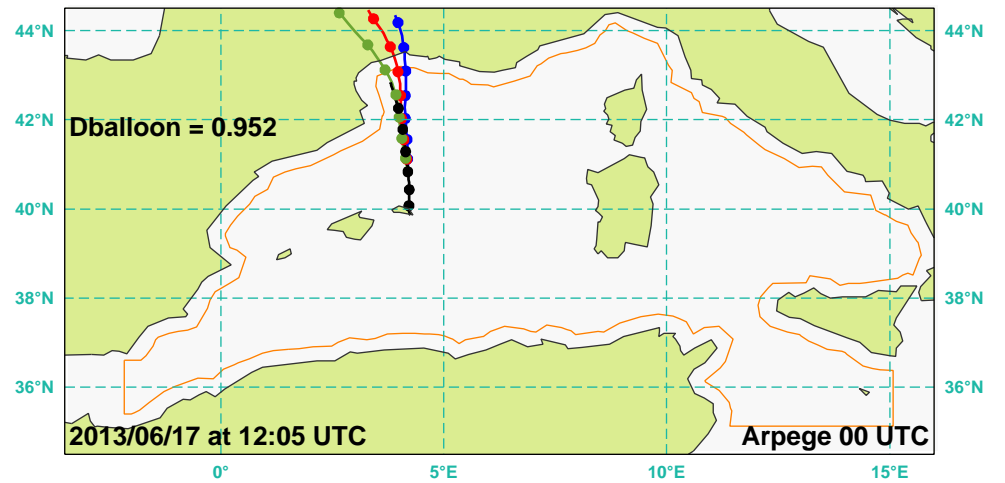 44°N 44°N
42°N 42°N
Dballoon = 0.952
40°N 40°N
38°N 38°N
36°N 36°N
2013/06/17 at 12:05 UTC Arpege 00 UTC
0° 5°E 10°E 15°E